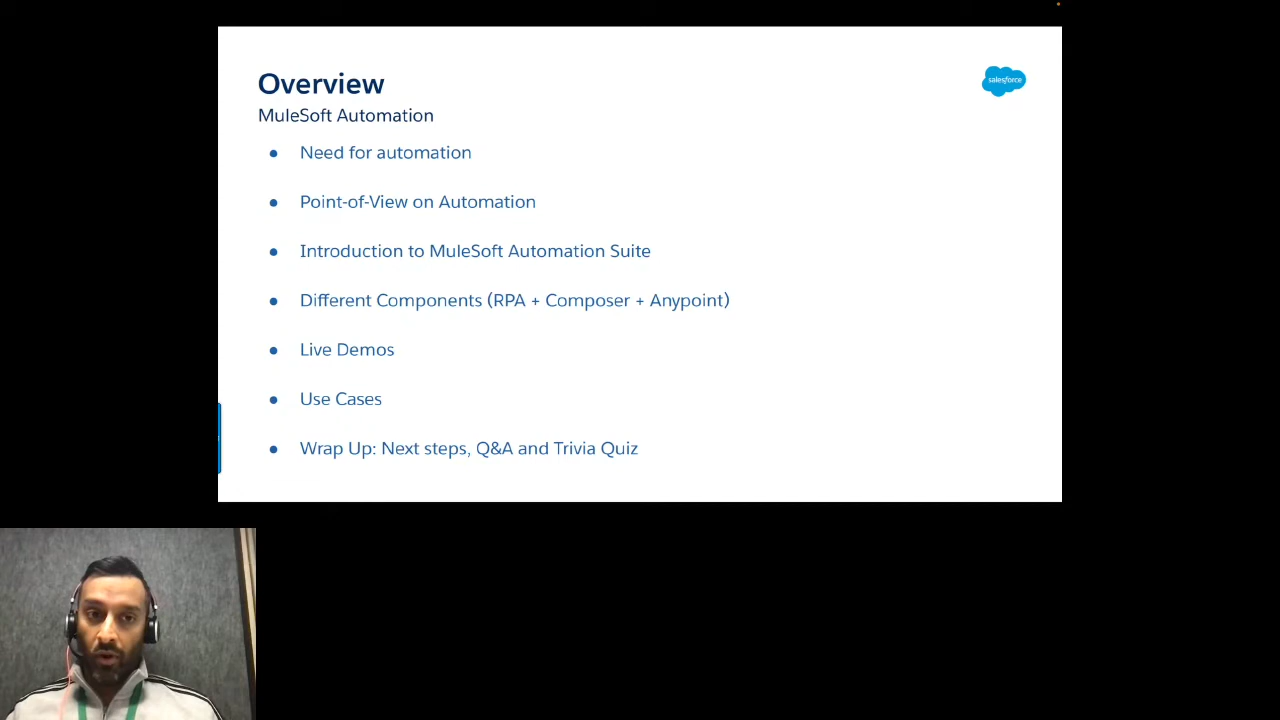 Overview
salesforce
MuleSoft Automation
● Need for automation
● Point-of-View on Automation
● Introduction to MuleSoft Automation Suite
● Different Components (RPA + Composer + Anypoint)
● Live Demos
● Use Cases
● Wrap Up: Next steps, Q&A and Trivia Quiz